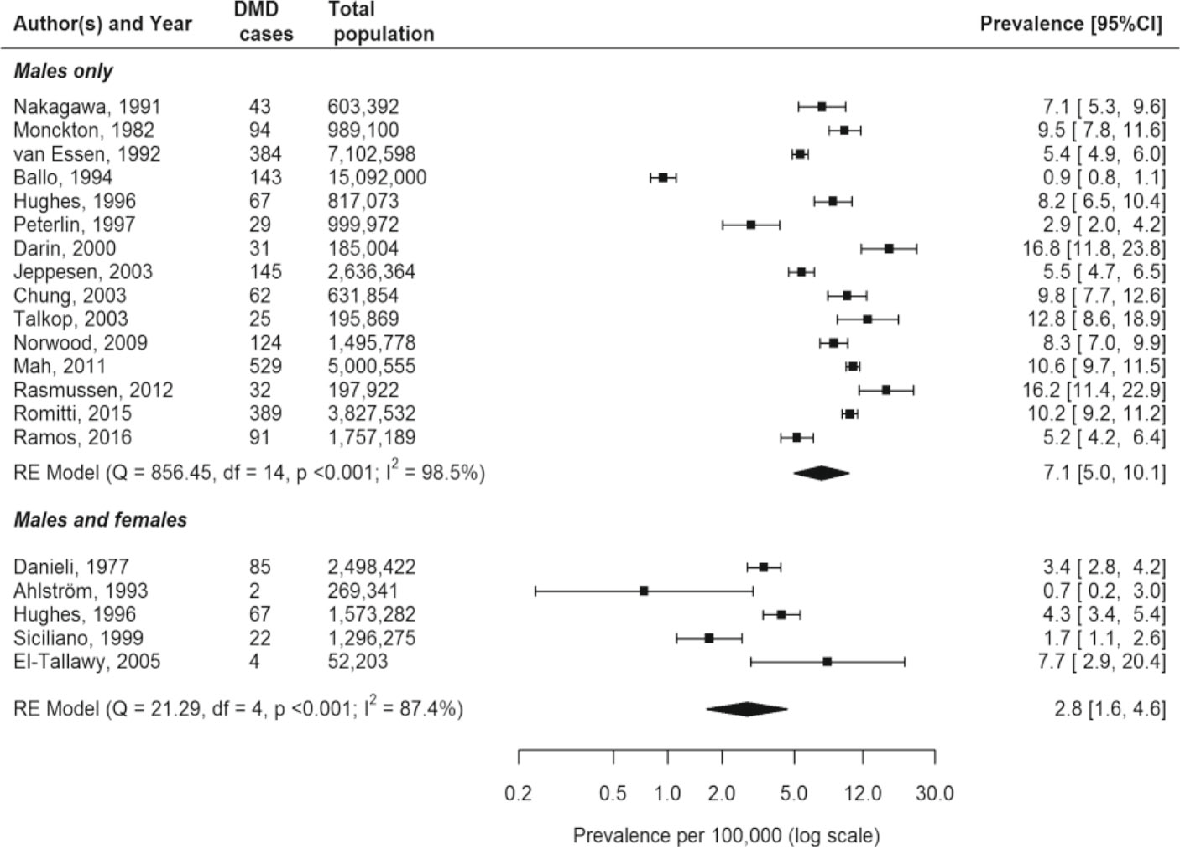 Author(s) and Year DMD cases Total population Prevalence [95%CI]
Males only
Nakagawa, 1991 43 603,392 7.1 [ 5.3, 9.6]
Monckton, 1982 94 989,100 9.5 [ 7.8, 11.6]
van Essen, 1992 384 7,102,598 5.4 [ 4.9, 6.0]
Ballo, 1994 143 15,092,000 0.9 [ 0.8, 1.1]
Hughes, 1996 67 817,073 8.2 [ 6.5, 10.4]
Peterlin, 1997 29 999,972 2.9 [ 2.0, 4.2]
Darin, 2000 31 185,004 16.8 [11.8, 23.8]
Jeppesen, 2003 145 2,636,364 5.5 [ 4.7, 6.5]
Chung, 2003 62 631,854 9.8 [ 7.7, 12.6]
Talkop, 2003 25 195,869 12.8 [ 8.6, 18.9]
Norwood, 2009 124 1,495,778 8.3 [ 7.0, 9.9]
Mah, 2011 529 5,000,555 10.6 [ 9.7, 11.5]
Rasmussen, 2012 32 197,922 16.2 [11.4, 22.9]
Romitti, 2015 389 3,827,532 10.2 [ 9.2, 11.2]
Ramos, 2016 91 1,757,189 5.2 [ 4.2, 6.4]
RE Model (Q = 856.45, df = 14, p <0.001; I² = 98.5%) 7.1 [5.0, 10.1]
Males and females
Danieli, 1977 85 2,498,422 3.4 [ 2.8, 4.2]
Ahlström, 1993 2 269,341 0.7 [ 0.2, 3.0]
Hughes, 1996 67 1,573,282 4.3 [ 3.4, 5.4]
Siciliano, 1999 22 1,296,275 1.7 [ 1.1, 2.6]
El-Tallawy, 2005 4 52,203 7.7 [ 2.9, 20.4]
RE Model (Q = 21.29, df = 4, p <0.001; I² = 87.4%) 2.8 [1.6, 4.6]
0.2 0.5 1.0 2.0 5.0 12.0 30.0
Prevalence per 100,000 (log scale)